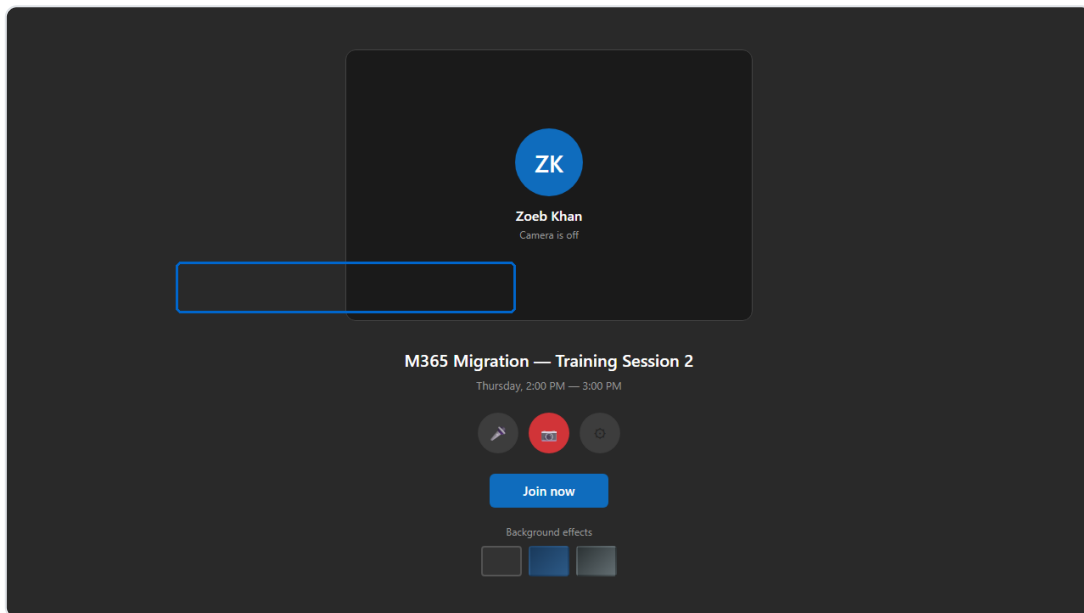 ZK
Zoeb Khan
Camera is off
M365 Migration — Training Session 2
Thursday, 2:00 PM — 3:00 PM
Join now
Background effects